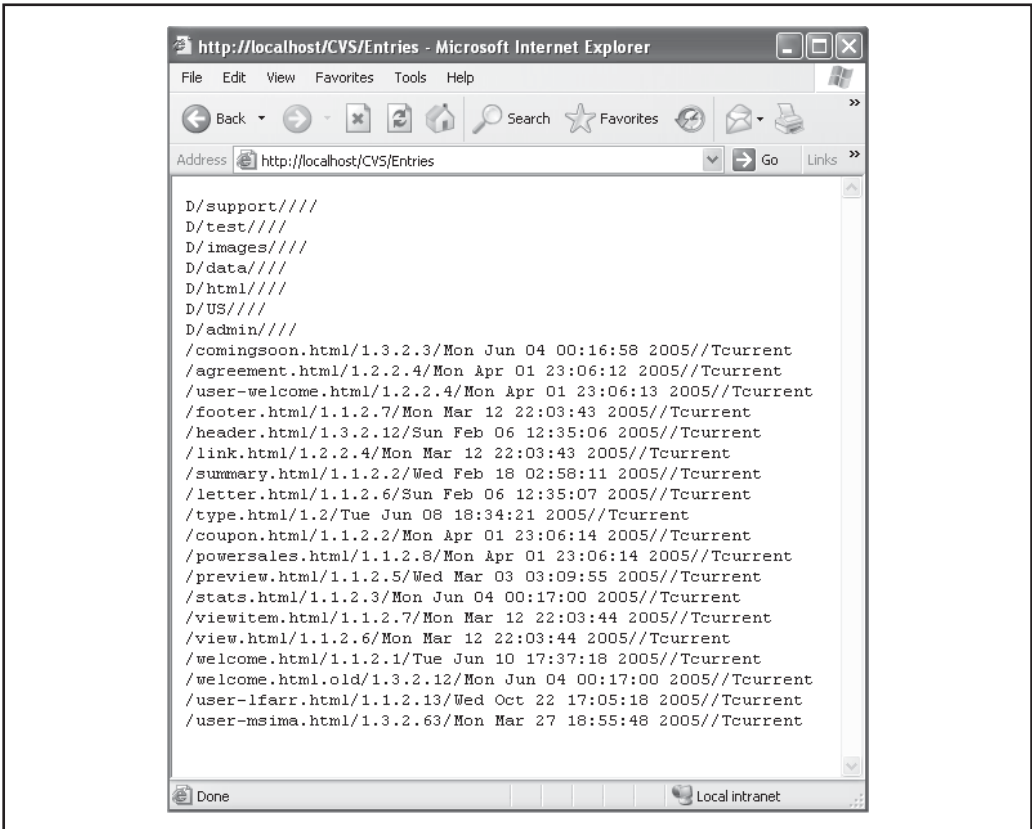 http://localhost/CVS/Entries - Microsoft Internet Explorer
File Edit View Favorites Tools Help
Back Search Favorites »
Address http://localhost/CVS/Entries Go Links »
D/support////
D/test////
D/images////
D/data////
D/html////
D/US////
D/admin////
/comingsoon.html/1.3.2.3/Mon Jun 04 00:16:58 2005//Tcurrent
/agreement.html/1.2.2.4/Mon Apr 01 23:06:12 2005//Tcurrent
/user-welcome.html/1.2.2.4/Mon Apr 01 23:06:13 2005//Tcurrent
/footer.html/1.1.2.7/Mon Mar 12 22:03:43 2005//Tcurrent
/header.html/1.3.2.12/Sun Feb 06 12:35:06 2005//Tcurrent
/link.html/1.2.2.4/Mon Mar 12 22:03:43 2005//Tcurrent
/summary.html/1.1.2.2/Wed Feb 18 02:58:11 2005//Tcurrent
/letter.html/1.1.2.6/Sun Feb 06 12:35:07 2005//Tcurrent
/type.html/1.2/Tue Jun 08 18:34:21 2005//Tcurrent
/coupon.html/1.1.2.2/Mon Apr 01 23:06:14 2005//Tcurrent
/powersales.html/1.1.2.8/Mon Apr 01 23:06:14 2005//Tcurrent
/preview.html/1.1.2.5/Wed Mar 03 03:09:55 2005//Tcurrent
/stats.html/1.1.2.3/Mon Jun 04 00:17:00 2005//Tcurrent
/viewitem.html/1.1.2.7/Mon Mar 12 22:03:44 2005//Tcurrent
/view.html/1.1.2.6/Mon Mar 12 22:03:44 2005//Tcurrent
/welcome.html/1.1.2.1/Tue Jun 10 17:37:18 2005//Tcurrent
/welcome.html.old/1.3.2.12/Mon Jun 04 00:17:00 2005//Tcurrent
/user-lfarr.html/1.1.2.13/Wed Oct 22 17:05:18 2005//Tcurrent
/user-msima.html/1.3.2.63/Mon Mar 27 18:55:48 2005//Tcurrent
Done Local intranet